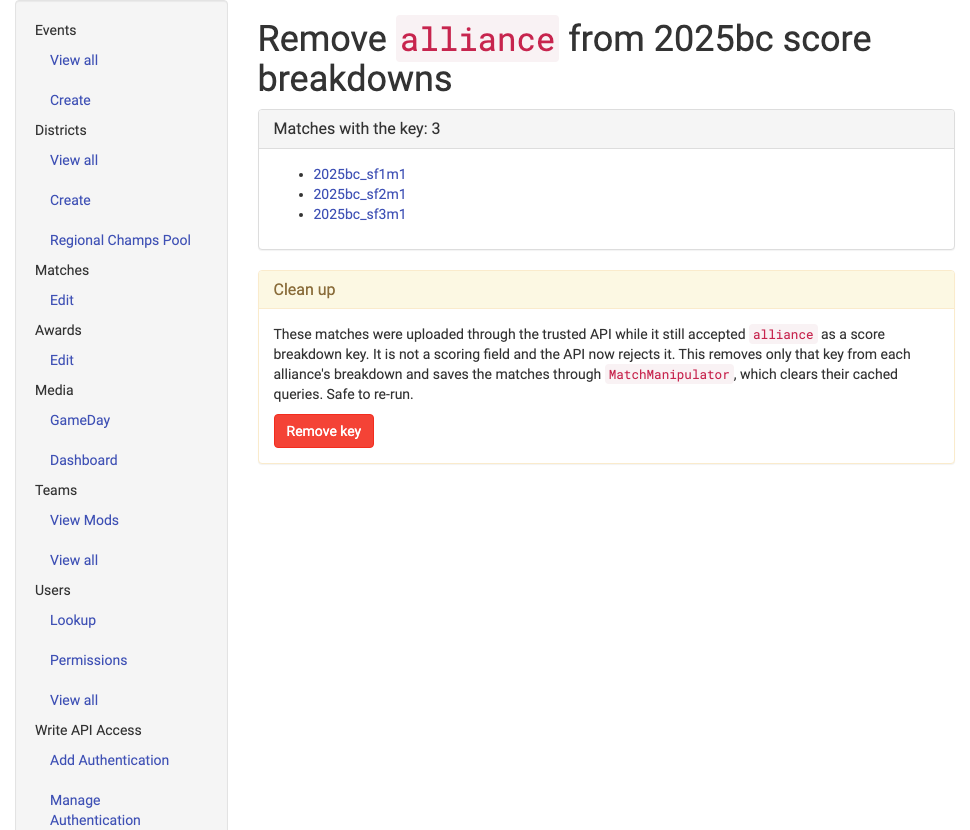 Events
View all
Create
Districts
View all
Create
Regional Champs Pool
Matches
Edit
Awards
Edit
Media
GameDay
Dashboard
Teams
View Mods
View all
Users
Lookup
Permissions
View all
Write API Access
Add Authentication
Manage
Authentication
Remove alliance from 2025bc score
breakdowns
Matches with the key: 3
2025bc_sf1m1
2025bc_sf2m1
2025bc_sf3m1
Clean up
These matches were uploaded through the trusted API while it still accepted alliance as a score
breakdown key. It is not a scoring field and the API now rejects it. This removes only that key from each
alliance's breakdown and saves the matches through MatchManipulator, which clears their cached
queries. Safe to re-run.
Remove key